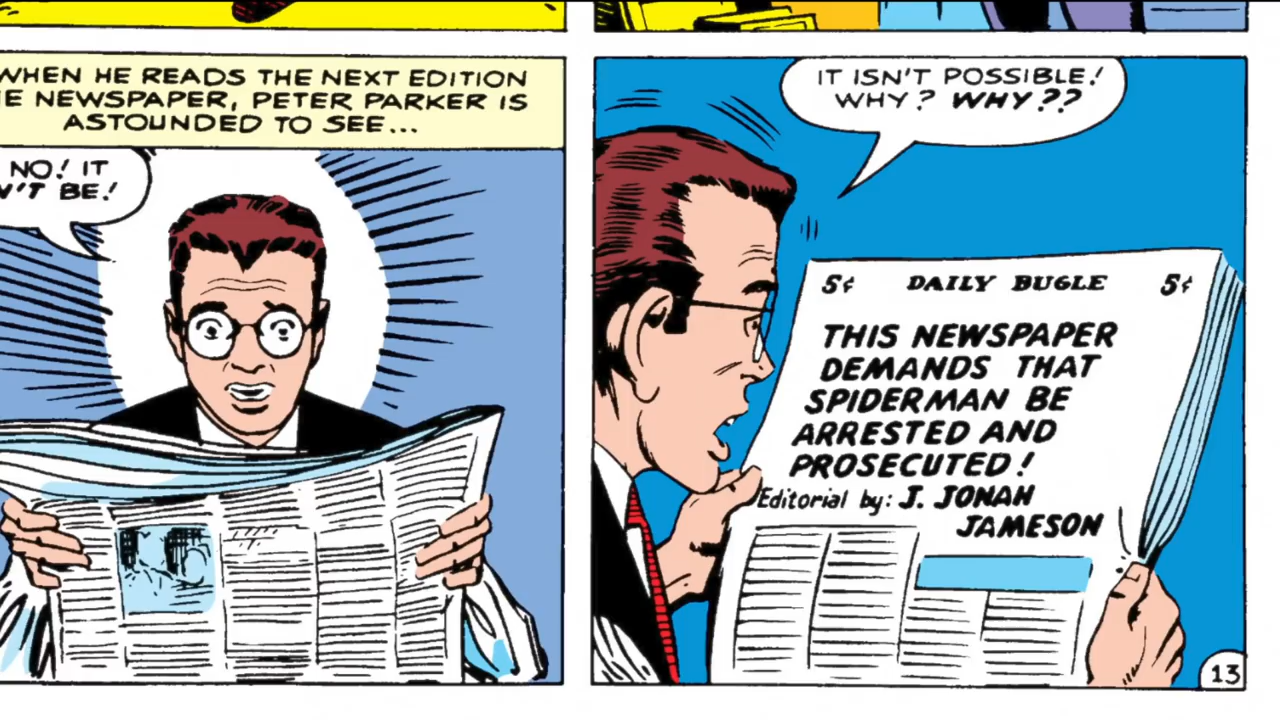 WHEN HE READS THE NEXT EDITION
NEWSPAPER, PETER PARKER IS
ASTOUNDED TO SEE...
NO! IT
BE!
IT ISN'T POSSIBLE!
WHY? WHY??
5¢ DAILY BUGLE 5¢
THIS NEWSPAPER
DEMANDS THAT
SPIDERMAN BE
ARRESTED AND
PROSECUTED!
Editorial by: J. JONAH
JAMESON
13